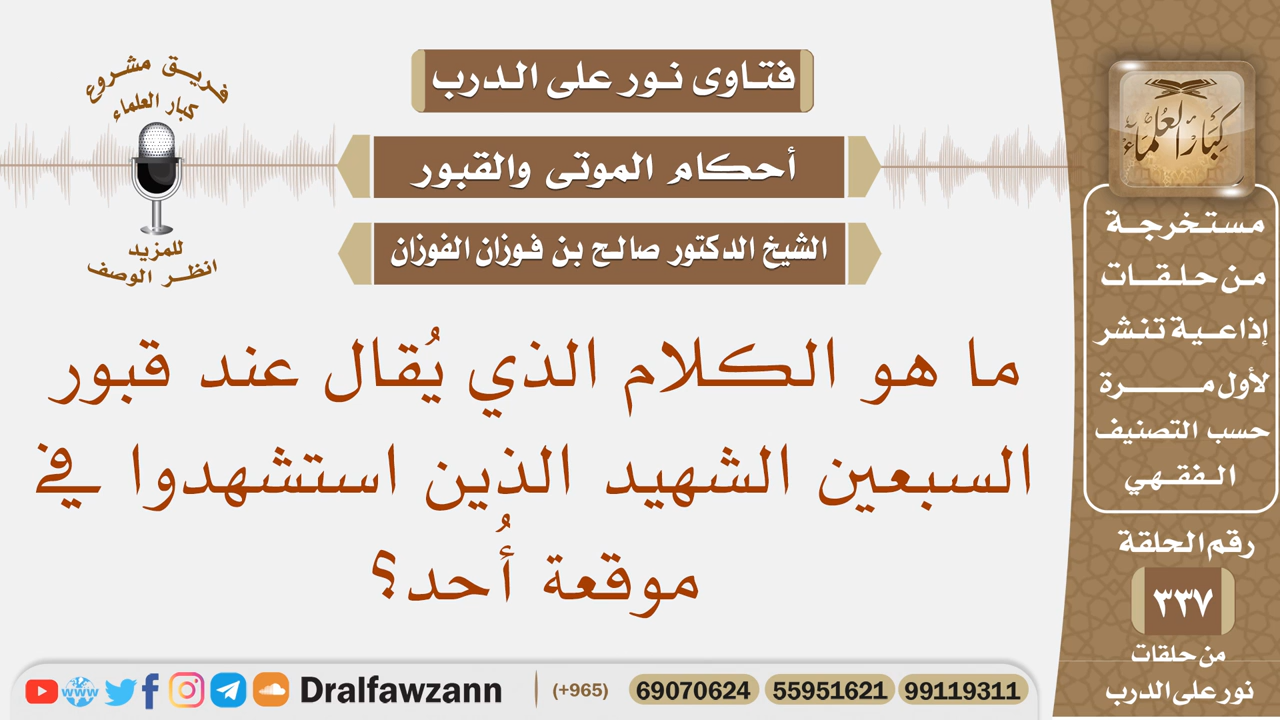 فتاوى نور على الدرب
أحكام الموتى والقبور
الشيخ الدكتور صالح بن فوزان الفوزان
فريق مشروع
كبار العلماء
للمزيد
انظر الوصف
ما هو الكلام الذي يُقال عند قبور
السبعين الشهيد الذين استشهدوا في
موقعة أُحد؟
كبار العلماء
مستخرجة
من حلقات
إذاعية تنشر
لأول مرة
حسب التصنيف
الفقهي
رقم الحلقة
٣٣٧
من حلقات
نور على الدرب
www Dralfawzann (+965) 69070624 55951621 99119311